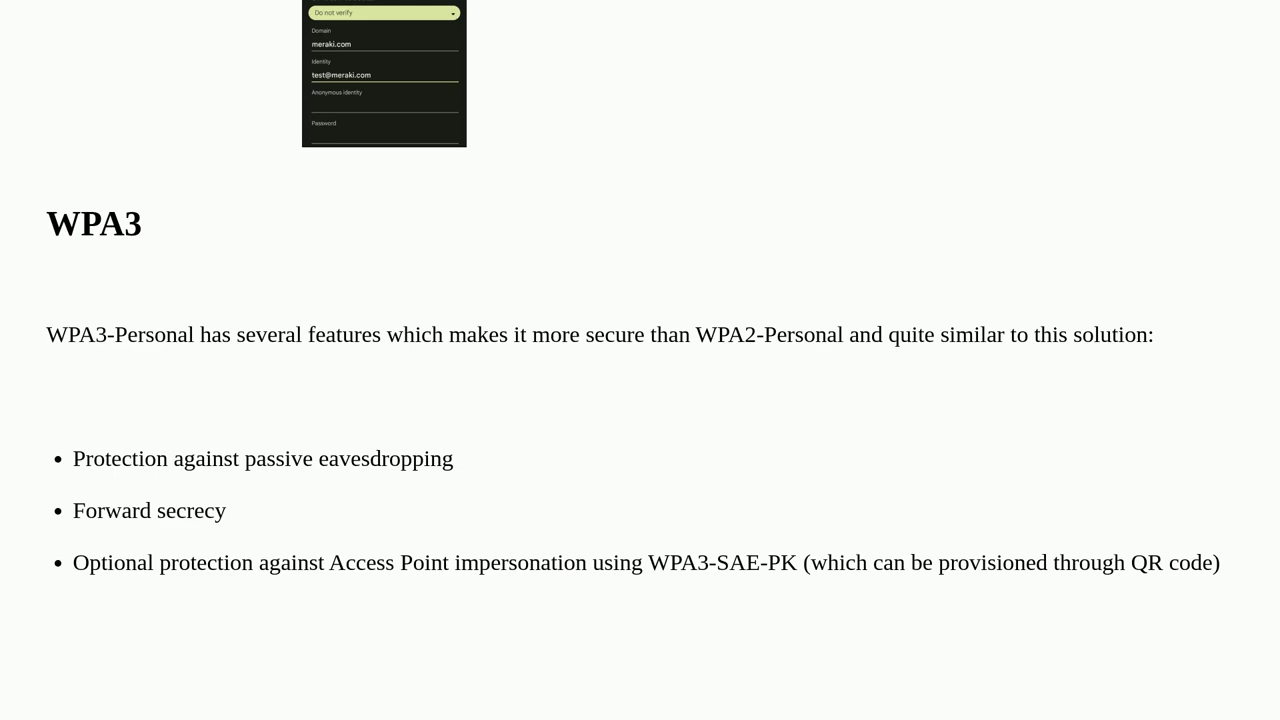 Do not verify
Domain
meraki.com
Identity
test@meraki.com
Anonymous identity
Password
WPA3
WPA3-Personal has several features which makes it more secure than WPA2-Personal and quite similar to this solution:
• Protection against passive eavesdropping
• Forward secrecy
• Optional protection against Access Point impersonation using WPA3-SAE-PK (which can be provisioned through QR code)